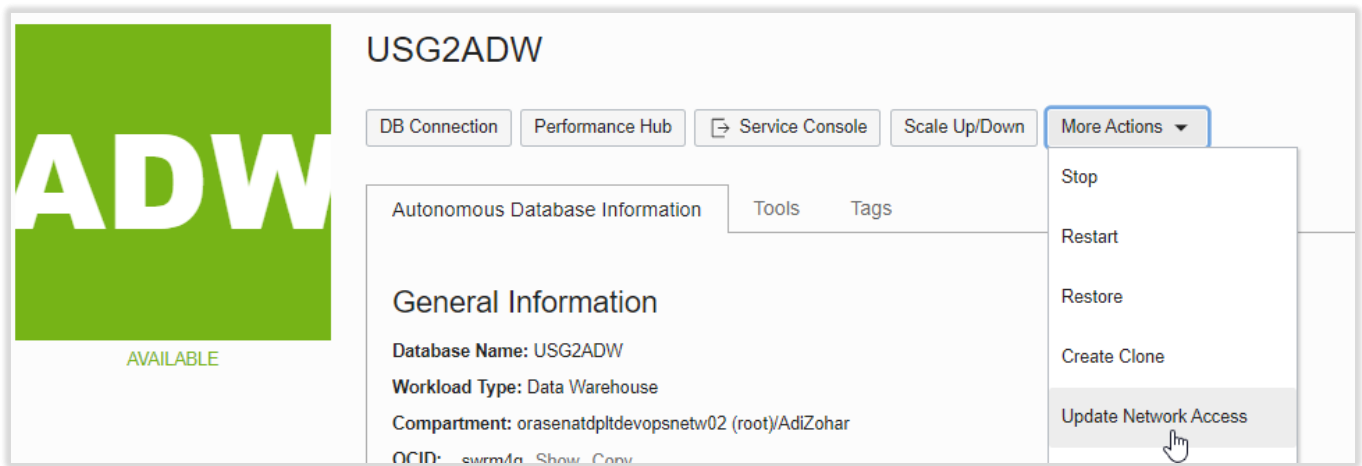 USG2ADW
DB Connection Performance Hub Service Console Scale Up/Down More Actions
ADW
AVAILABLE
Stop
Restart
Restore
Create Clone
Update Network Access
Autonomous Database Information Tools Tags
General Information
Database Name: USG2ADW
Workload Type: Data Warehouse
Compartment: orasenatdpltdevopsnetw02 (root)/AdiZohar
OCID: ...swrm4q Show Copy